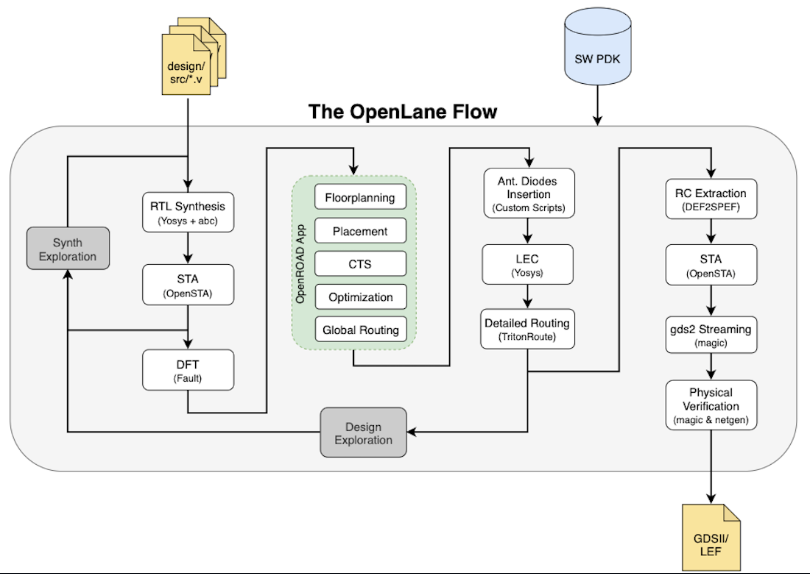 design/
src/*.v
SW PDK
The OpenLane Flow
RTL Synthesis
(Yosys + abc)
Synth
Exploration
STA
(OpenSTA)
DFT
(Fault)
OpenROAD App
Floorplanning
Placement
CTS
Optimization
Global Routing
Ant. Diodes
Insertion
(Custom Scripts)
LEC
(Yosys)
Detailed Routing
(TritonRoute)
Design
Exploration
RC Extraction
(DEF2SPEF)
STA
(OpenSTA)
gds2 Streaming
(magic)
Physical
Verification
(magic & netgen)
GDSII/
LEF